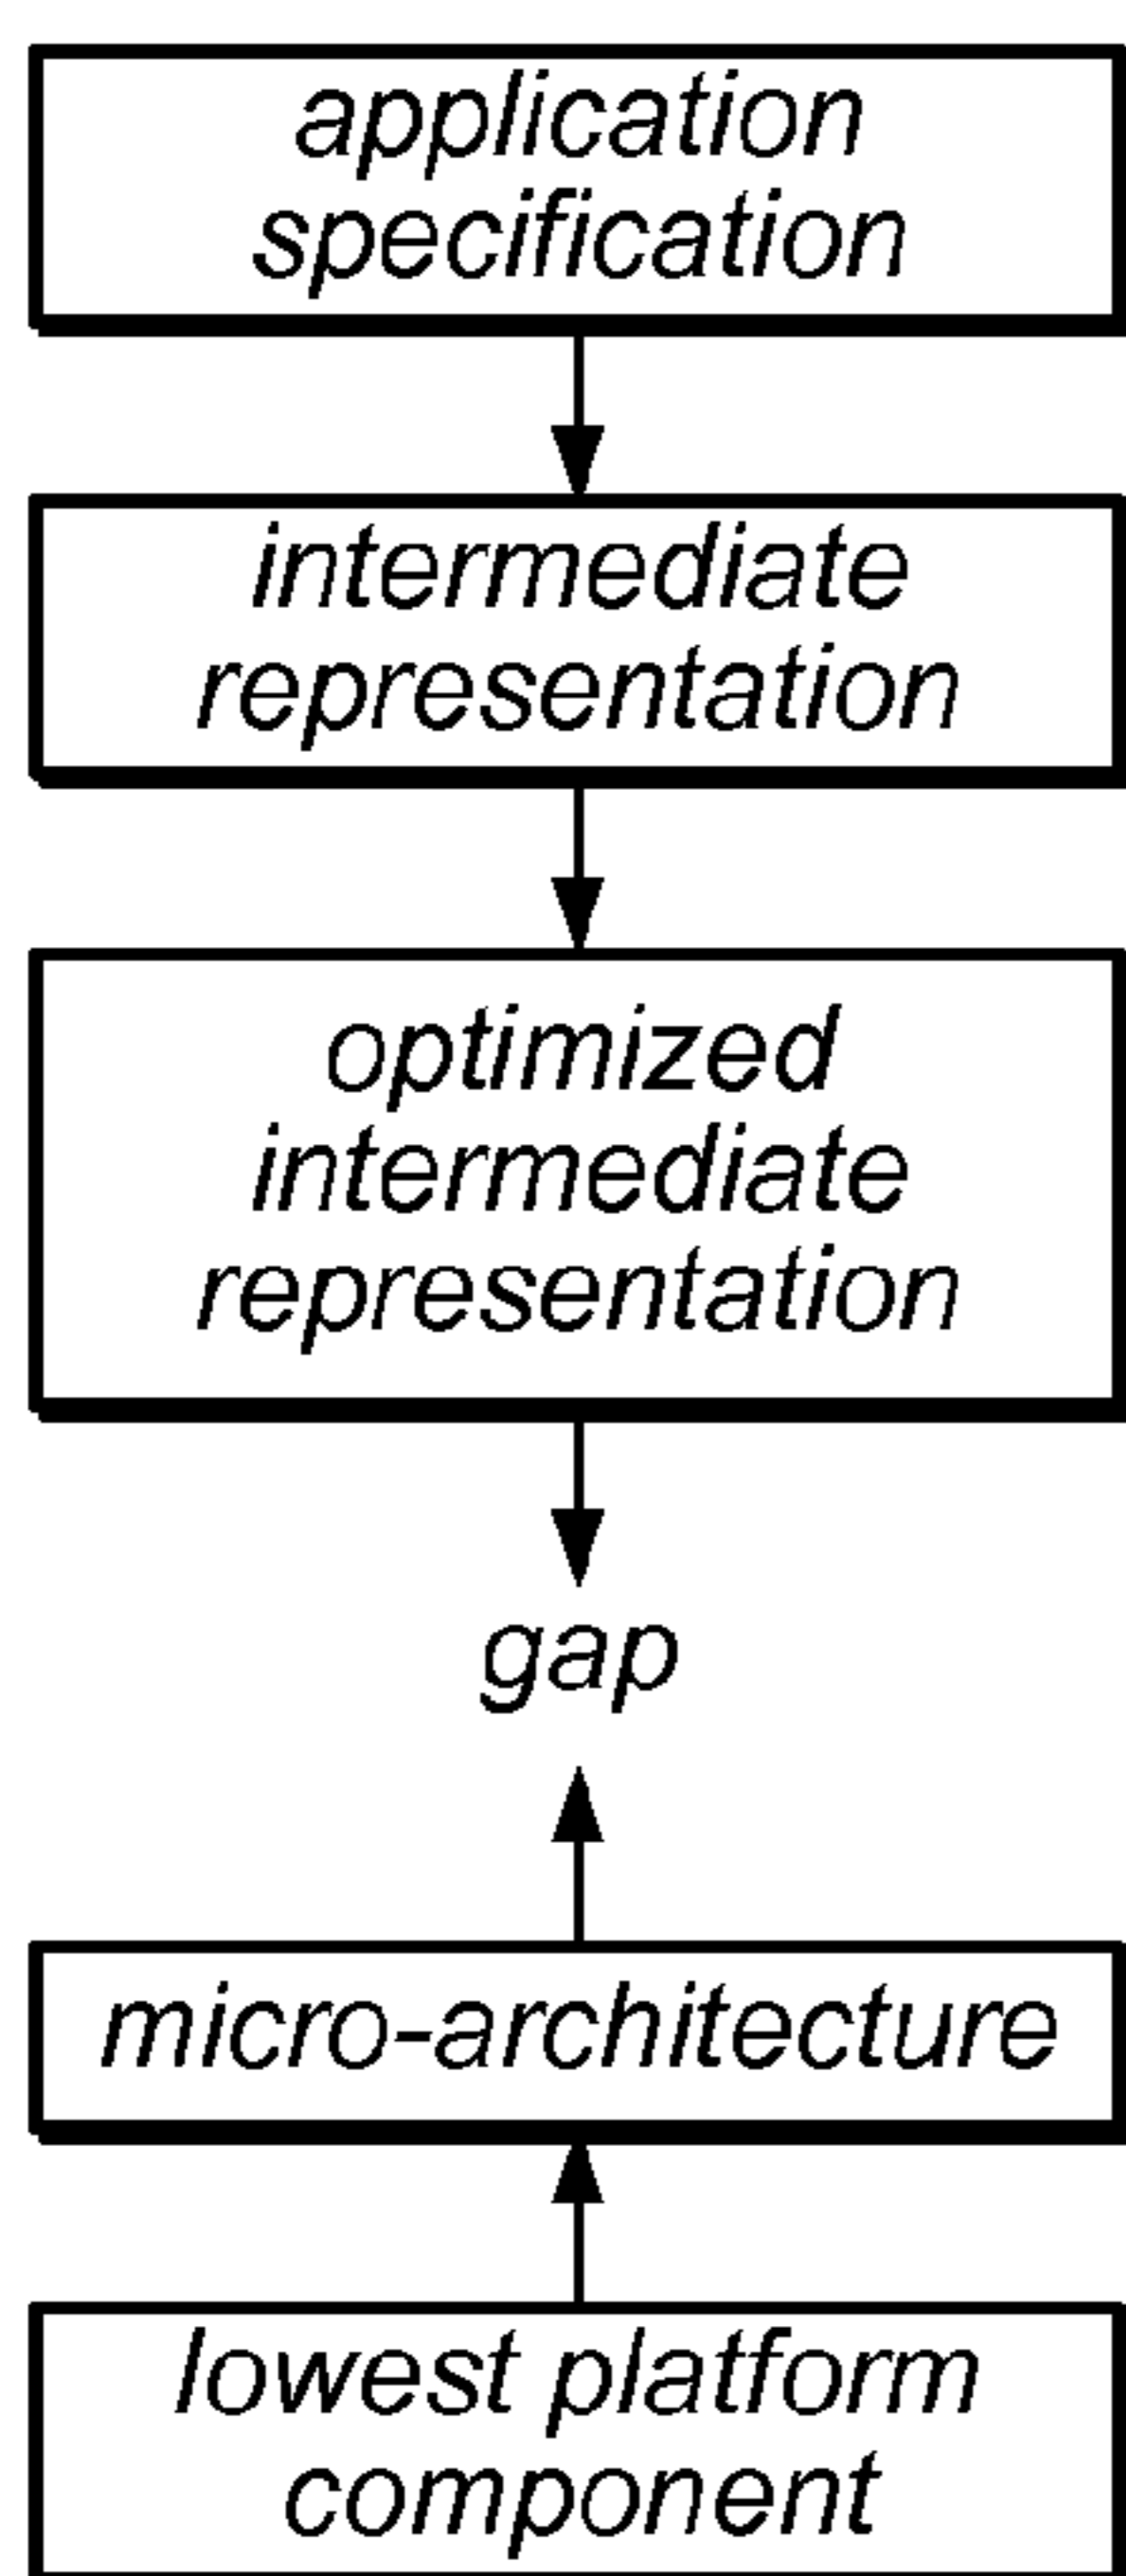 application
specification
intermediate
representation
optimized
intermediate
representation
gap
micro-architecture
lowest platform
component